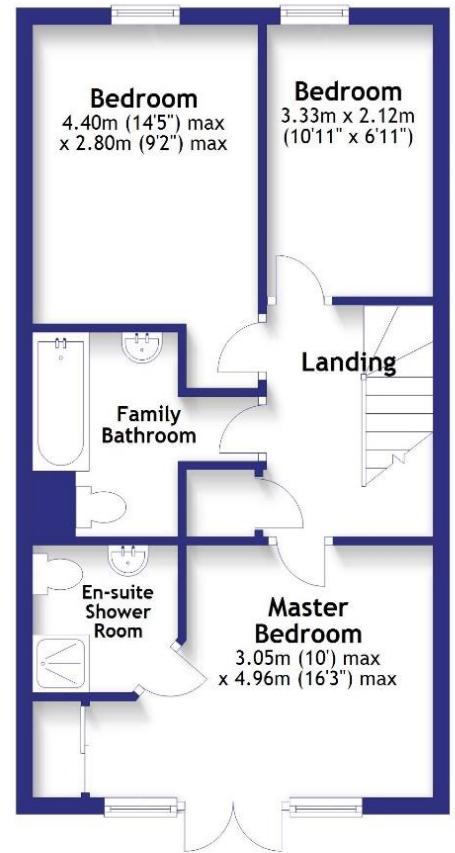 Bedroom
4.40m (14'5") max
x 2.80m (9'2") max
Bedroom
3.33m x 2.12m
(10'11" x 6'11")
Landing
Family
Bathroom
En-suite
Shower
Room
Master
Bedroom
3.05m (10') max
x 4.96m (16'3") max